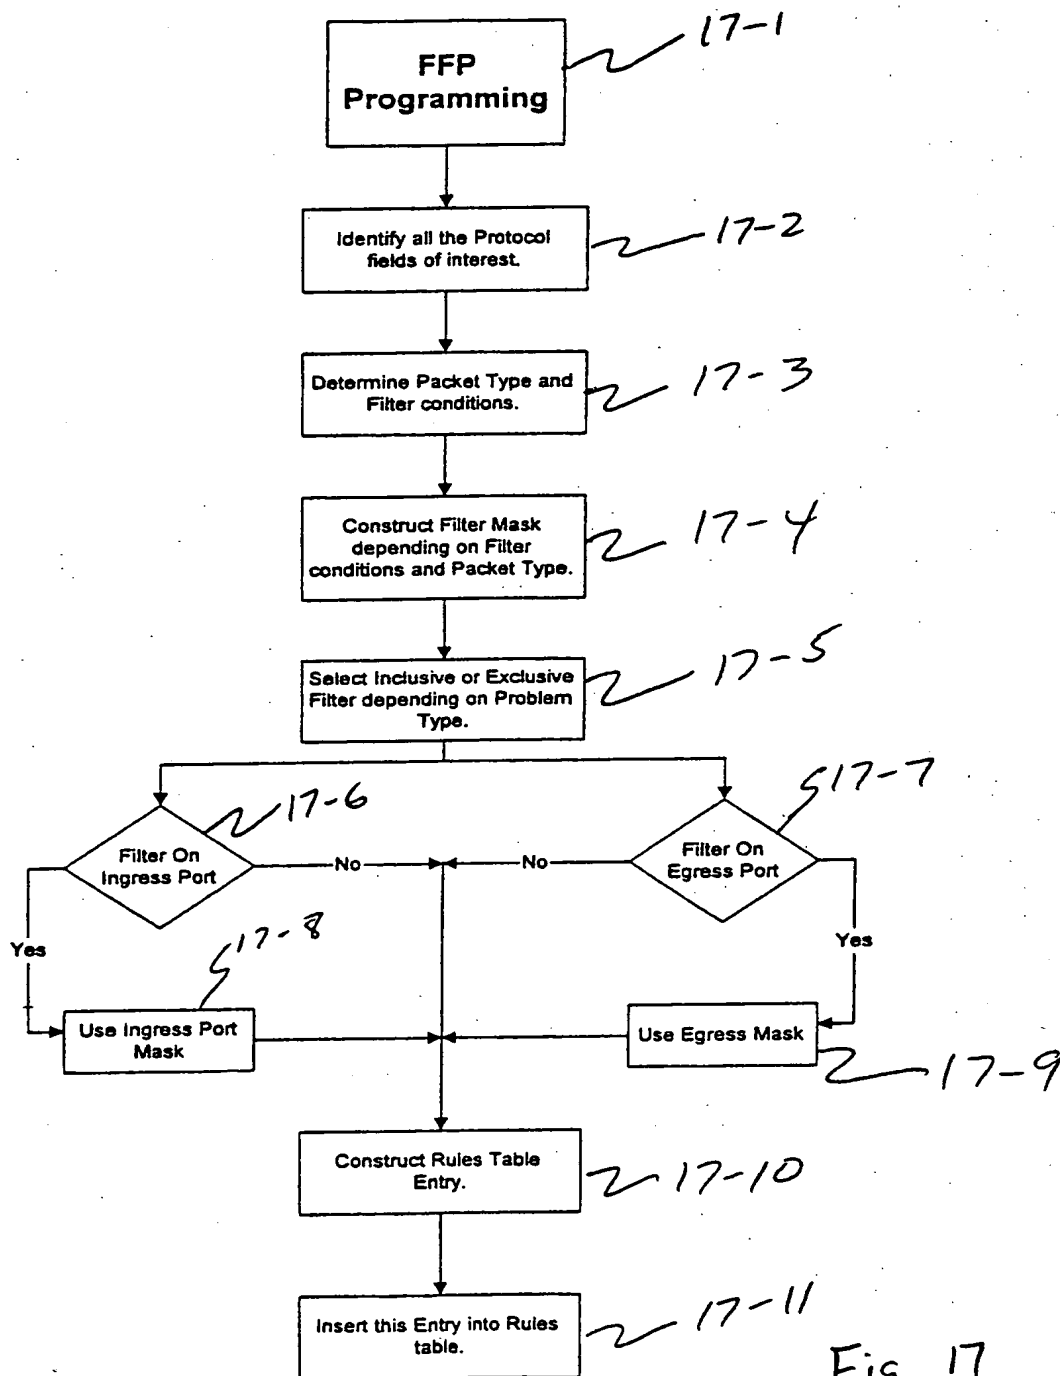 FFP
Programming
17-1
Identify all the Protocol
fields of interest.
17-2
Determine Packet Type and
Filter conditions.
17-3
Construct Filter Mask
depending on Filter
conditions and Packet Type.
17-4
Select Inclusive or Exclusive
Filter depending on Problem
Type.
17-5
17-6
17-7
Filter On
Ingress Port
No
No
Filter On
Egress Port
Yes
17-8
Yes
Use Ingress Port
Mask
Use Egress Mask
17-9
Construct Rules Table
Entry.
17-10
Insert this Entry into Rules
table.
17-11
Fig 17